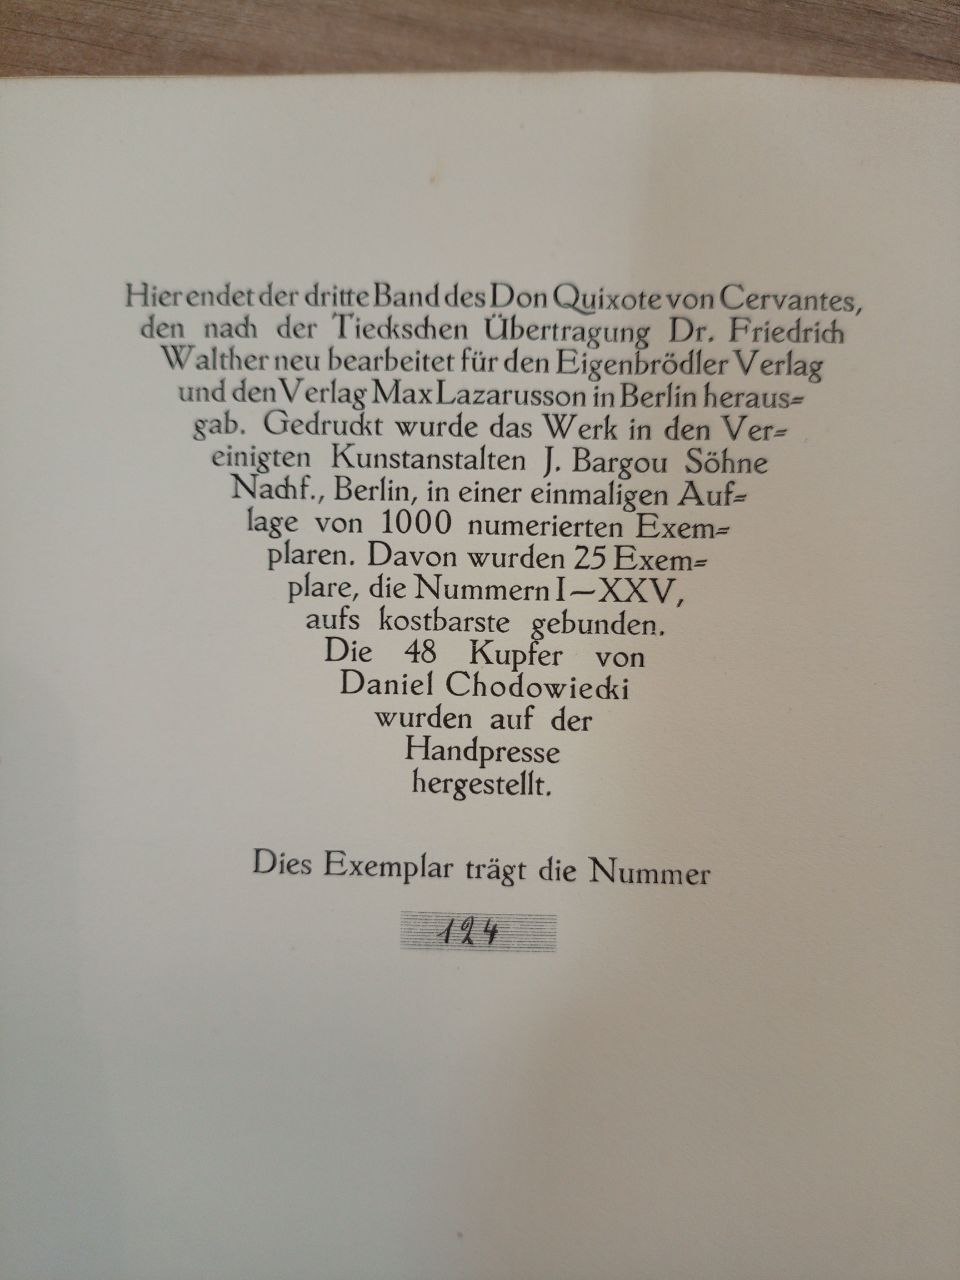 Hier endet der dritte Band des Don Quixote von Cervantes,
den nach der Tieckschen Übertragung Dr. Friedrich
Walther neu bearbeitet für den Eigenbrödler Verlag
und den Verlag Max Lazarusson in Berlin heraus=
gab. Gedruckt wurde das Werk in den Ver=
einigten Kunstanstalten J. Bargou Söhne
Nachf., Berlin, in einer einmaligen Auf=
lage von 1000 numerierten Exem=
plaren. Davon wurden 25 Exem=
plare, die Nummern I—XXV,
aufs kostbarste gebunden.
Die 48 Kupfer von
Daniel Chodowiecki
wurden auf der
Handpresse
hergestellt.
Dies Exemplar trägt die Nummer
124